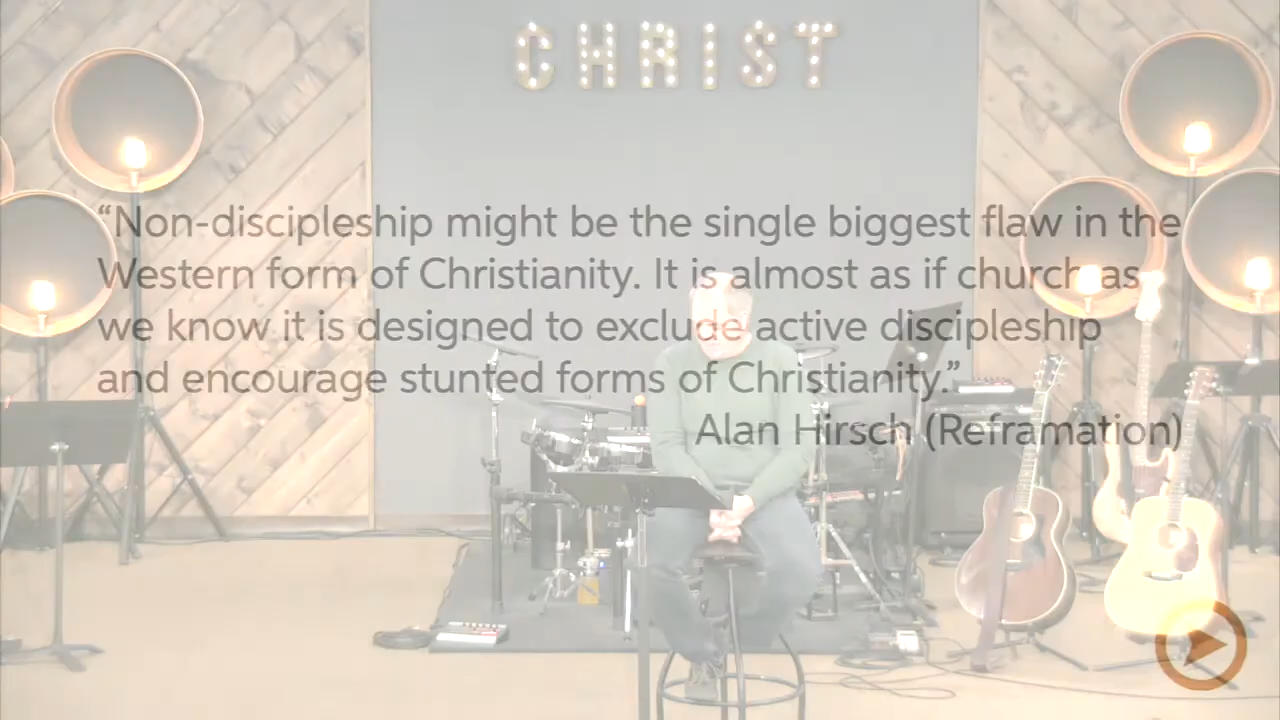 CHRIST
“Non-discipleship might be the single biggest flaw in the
Western form of Christianity. It is almost as if church as
we know it is designed to exclude active discipleship
and encourage stunted forms of Christianity.”
Alan Hirsch (Reframation)